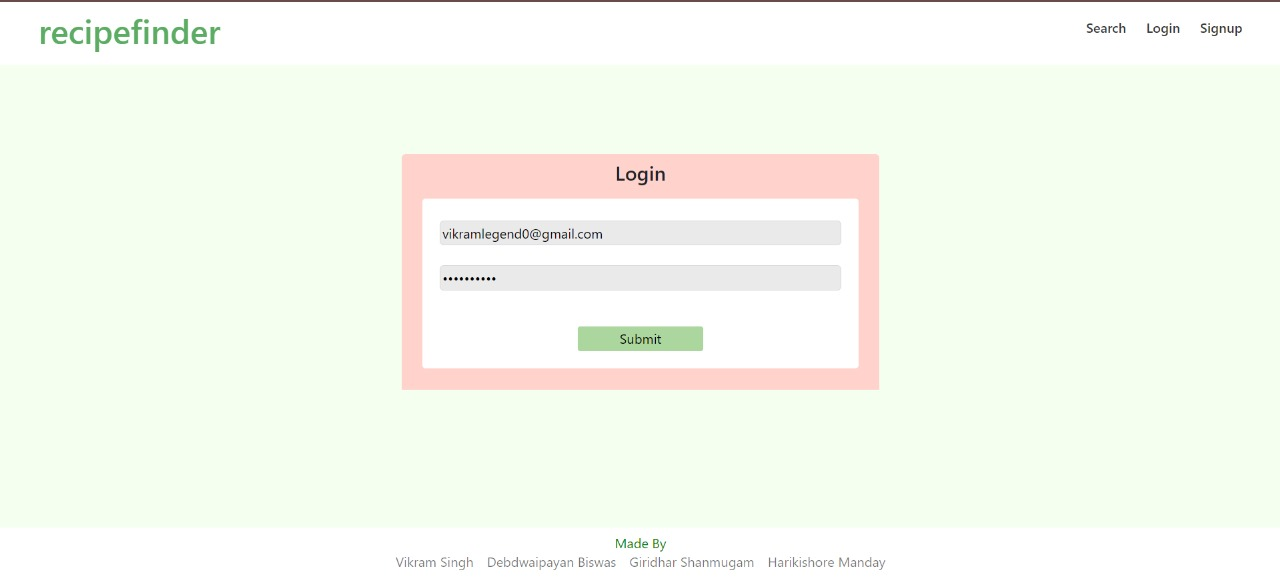 recipefinder
Search Login Signup
Login
vikramlegend0@gmail.com
••••••••••
Submit
Made By
Vikram Singh Debdwaipayan Biswas Giridhar Shanmugam Harikishore Manday